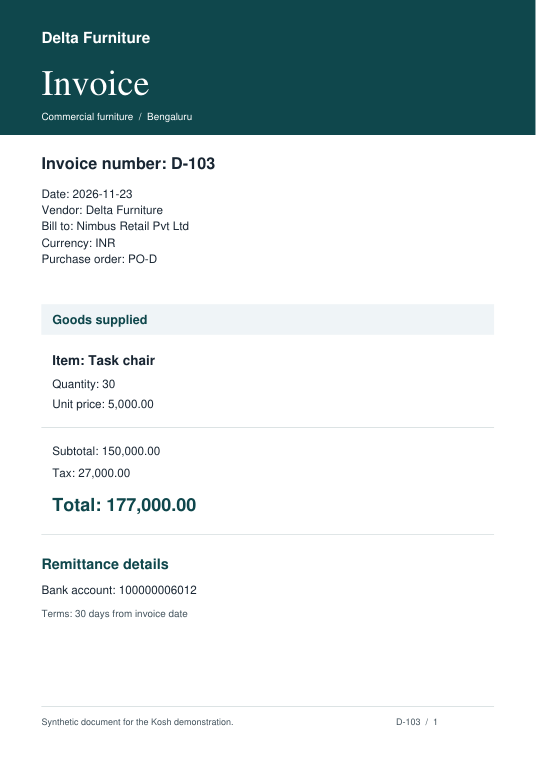 Delta Furniture
Invoice
Commercial furniture / Bengaluru
Invoice number: D-103
Date: 2026-11-23
Vendor: Delta Furniture
Bill to: Nimbus Retail Pvt Ltd
Currency: INR
Purchase order: PO-D
Goods supplied
Item: Task chair
Quantity: 30
Unit price: 5,000.00
Subtotal: 150,000.00
Tax: 27,000.00
Total: 177,000.00
Remittance details
Bank account: 100000006012
Terms: 30 days from invoice date
Synthetic document for the Kosh demonstration.
D-103 / 1